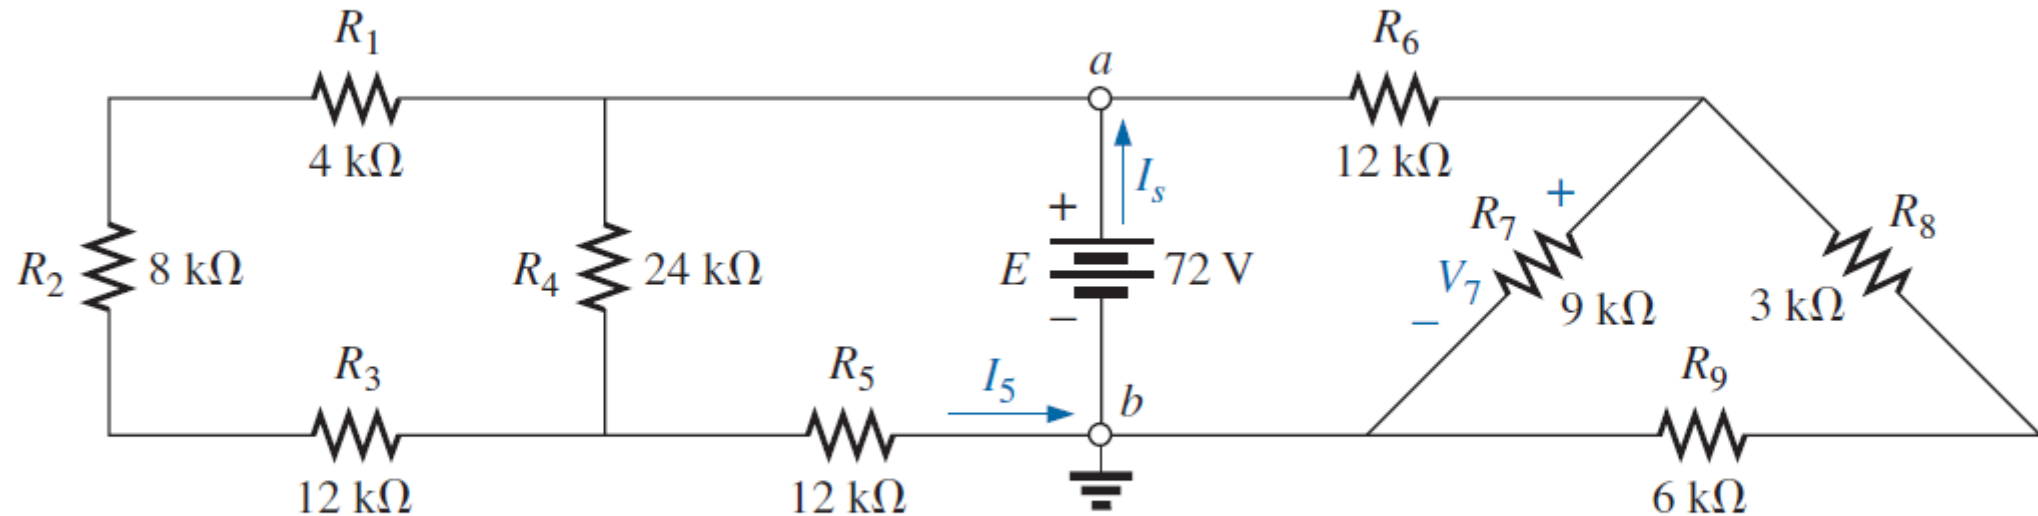 R₁
4 kΩ
R₂ 8 kΩ
R₃
12 kΩ
R₄ 24 kΩ
R₅
12 kΩ
I₅
a
Iₛ
+
E 72 V
−
b
R₆
12 kΩ
R₇
+
V₇
−
9 kΩ
R₈
3 kΩ
R₉
6 kΩ